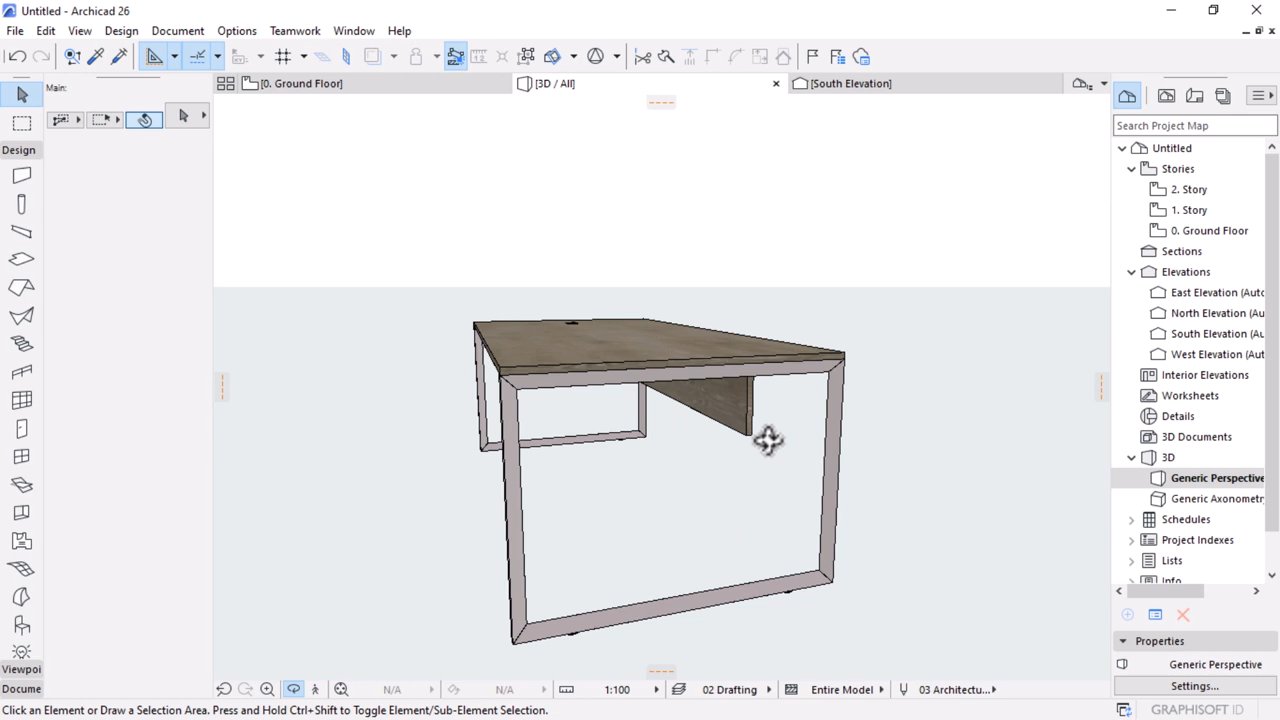 Untitled - Archicad 26
File Edit View Design Document Options Teamwork Window Help
[0. Ground Floor]
[3D / All]
[South Elevation]
Main:
Design
Viewpoi
Docume
Search Project Map
Untitled
Stories
2. Story
1. Story
0. Ground Floor
Sections
Elevations
East Elevation (Auto
North Elevation (Aut
South Elevation (Aut
West Elevation (Auto
Interior Elevations
Worksheets
Details
3D Documents
3D
Generic Perspective
Generic Axonometr
Schedules
Project Indexes
Lists
Info
Properties
Generic Perspective
Settings...
N/A
N/A
1:100
02 Drafting
Entire Model
03 Architectu...
Click an Element or Draw a Selection Area. Press and Hold Ctrl+Shift to Toggle Element/Sub-Element Selection.
GRAPHISOFT ID